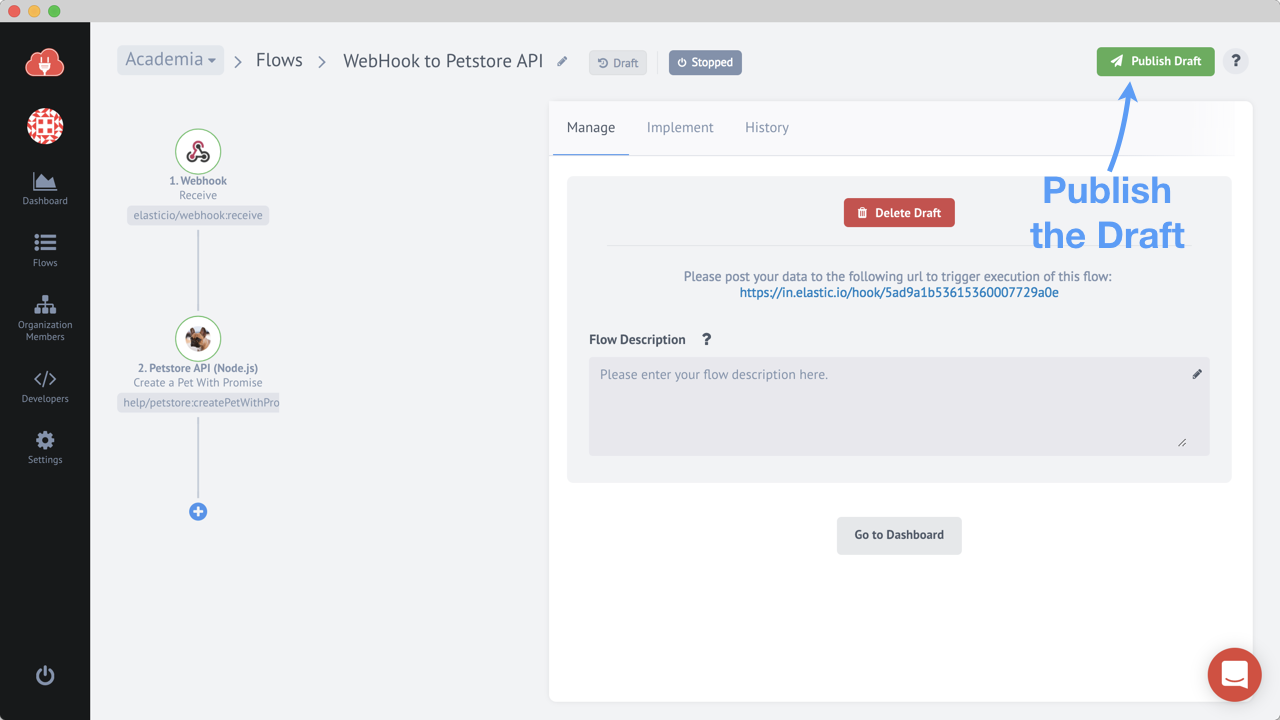 Academia
Flows
WebHook to Petstore API
Draft
Stopped
Publish Draft
?
Manage
Implement
History
Publish
the Draft
Delete Draft
Please post your data to the following url to trigger execution of this flow:
https://in.elastic.io/hook/5ad9a1b53615360007729a0e
Flow Description ?
Please enter your flow description here.
Go to Dashboard
1. Webhook
Receive
elasticio/webhook:receive
2. Petstore API (Node.js)
Create a Pet With Promise
help/petstore:createPetWithPro
Dashboard
Flows
Organization
Members
Developers
Settings